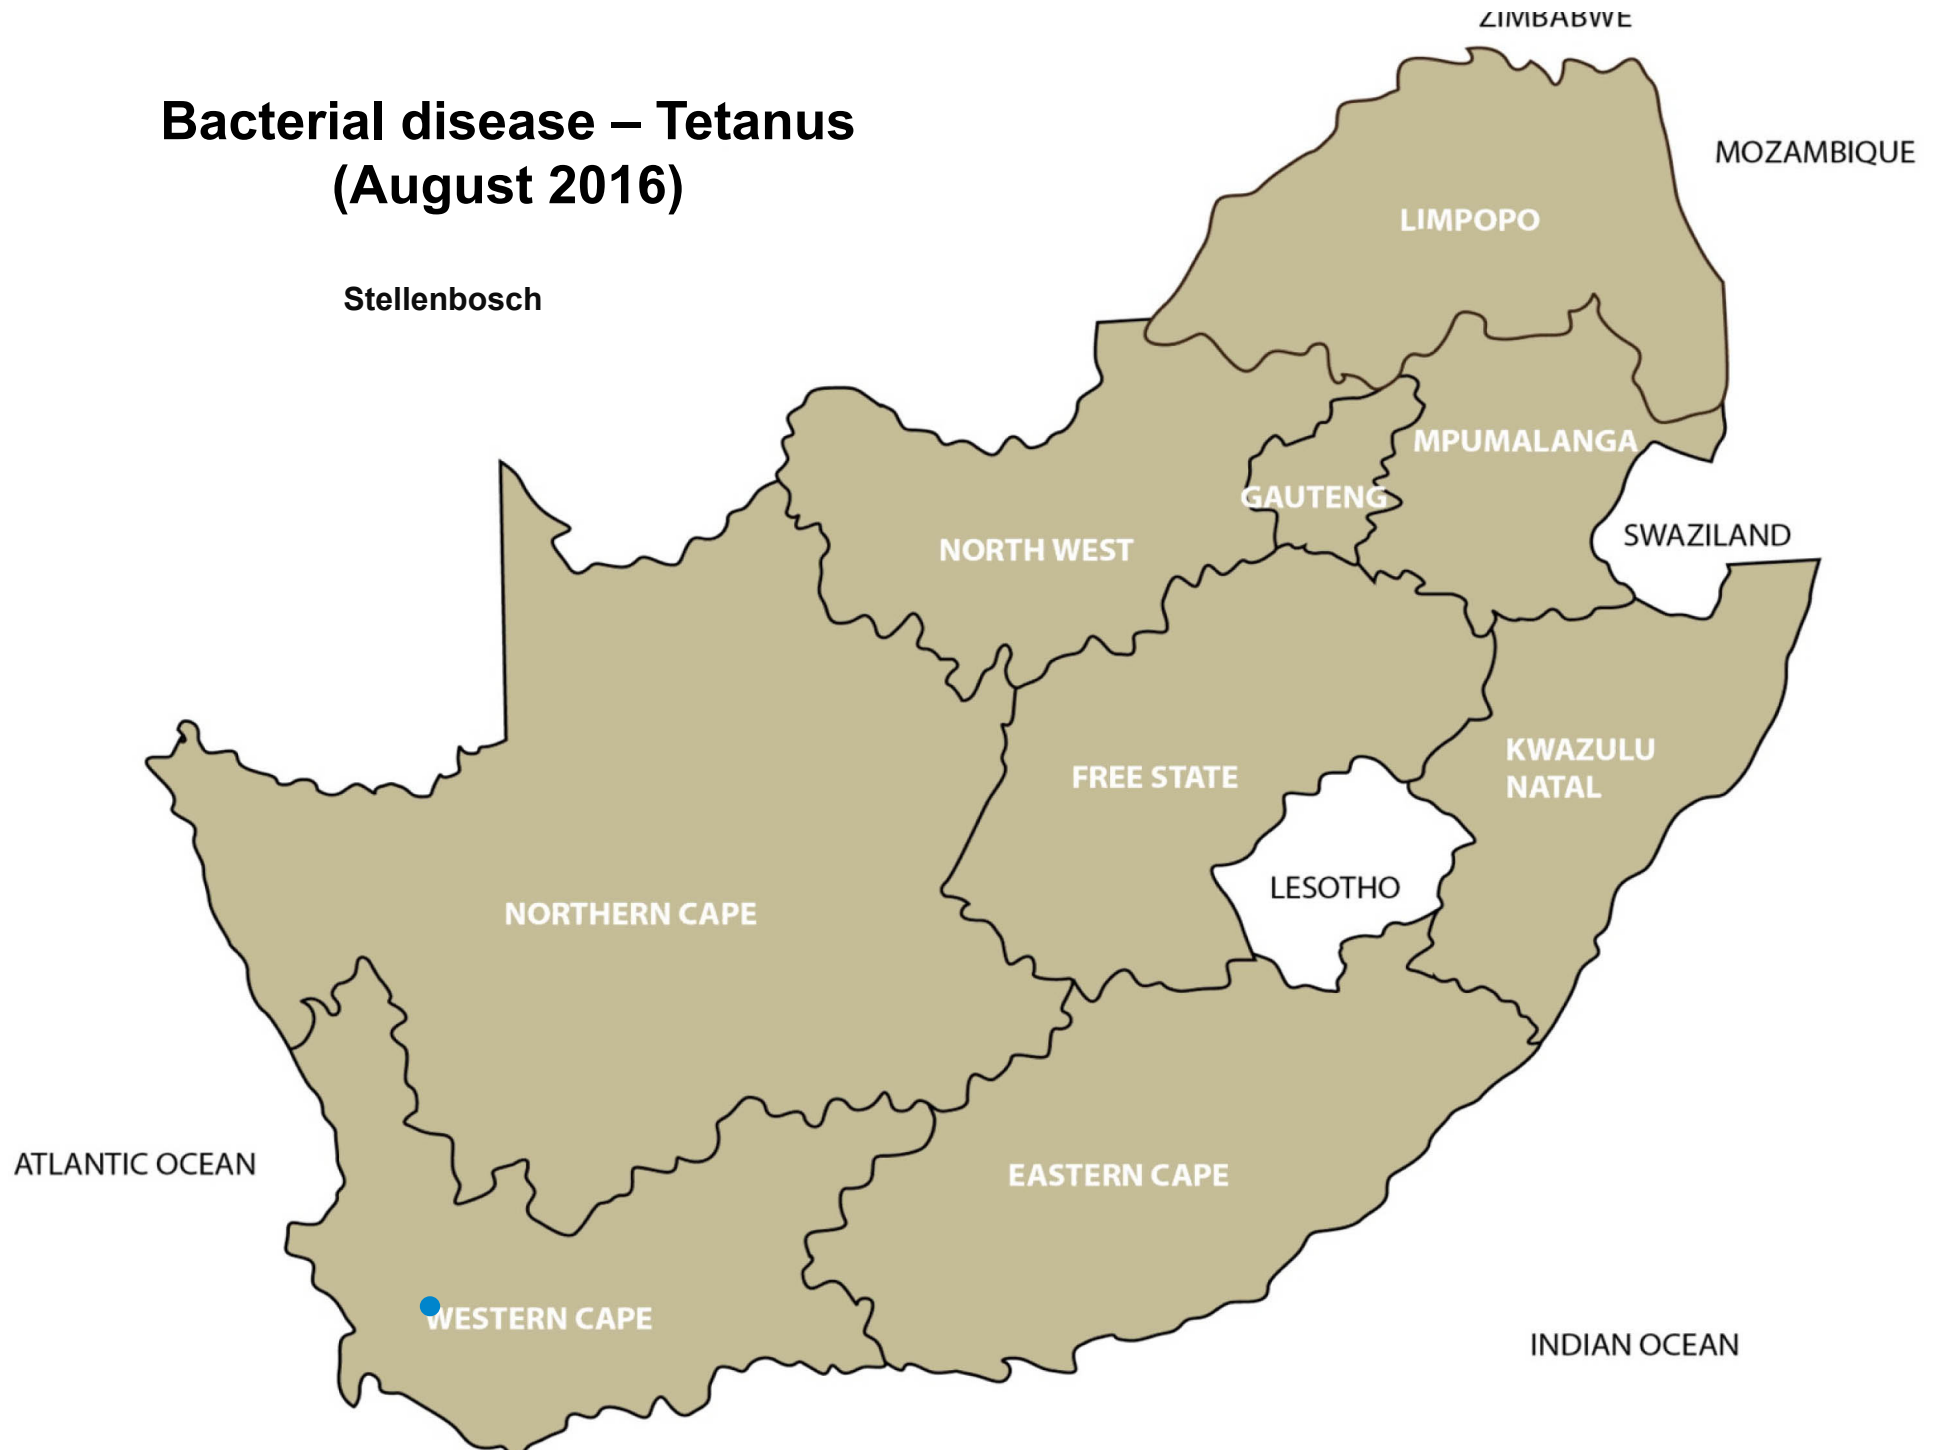 ZIMBABWE
Bacterial disease – Tetanus
(August 2016)
MOZAMBIQUE
LIMPOPO
Stellenbosch
MPUMALANGA
GAUTENG
SWAZILAND
NORTH WEST
KWAZULU
NATAL
FREE STATE
LESOTHO
NORTHERN CAPE
ATLANTIC OCEAN
EASTERN CAPE
WESTERN CAPE
INDIAN OCEAN